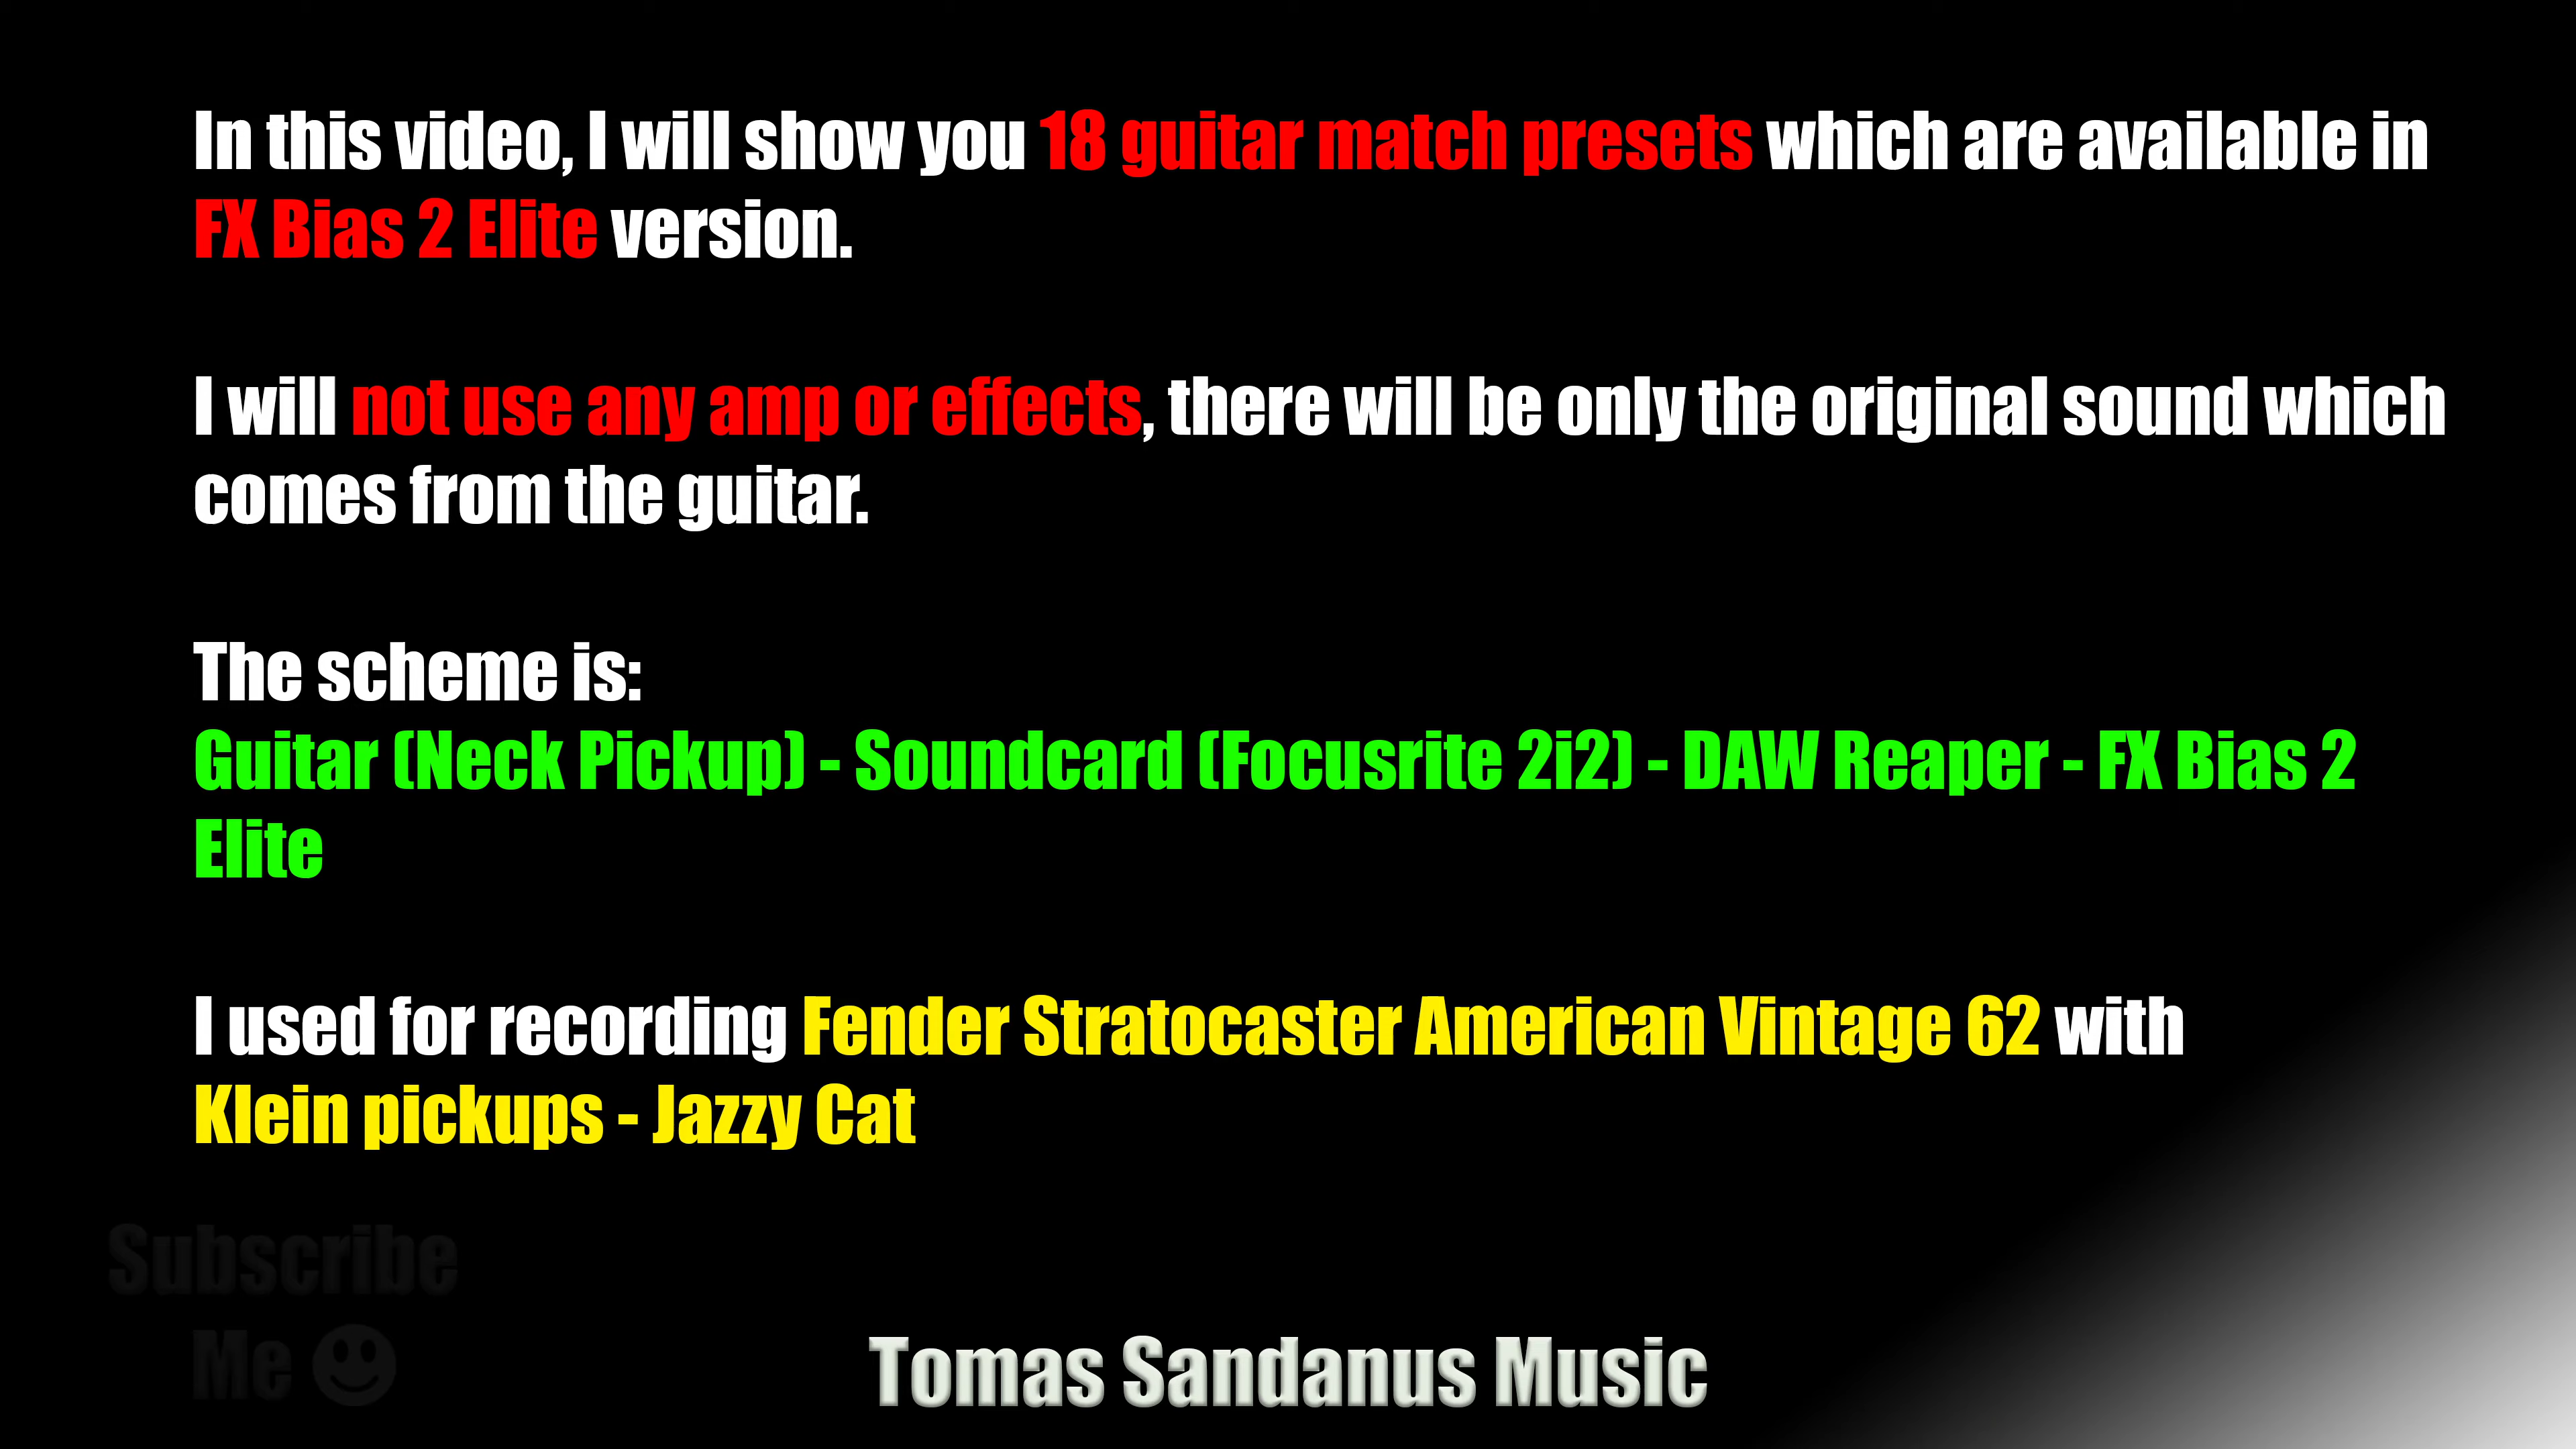 In this video, I will show you 18 guitar match presets which are available in
FX Bias 2 Elite version.
I will not use any amp or effects, there will be only the original sound which
comes from the guitar.
The scheme is:
Guitar (Neck Pickup) - Soundcard (Focusrite 2i2) - DAW Reaper - FX Bias 2
Elite
I used for recording Fender Stratocaster American Vintage 62 with
Klein pickups - Jazzy Cat
Subscribe
Me ☻
Tomas Sandanus Music